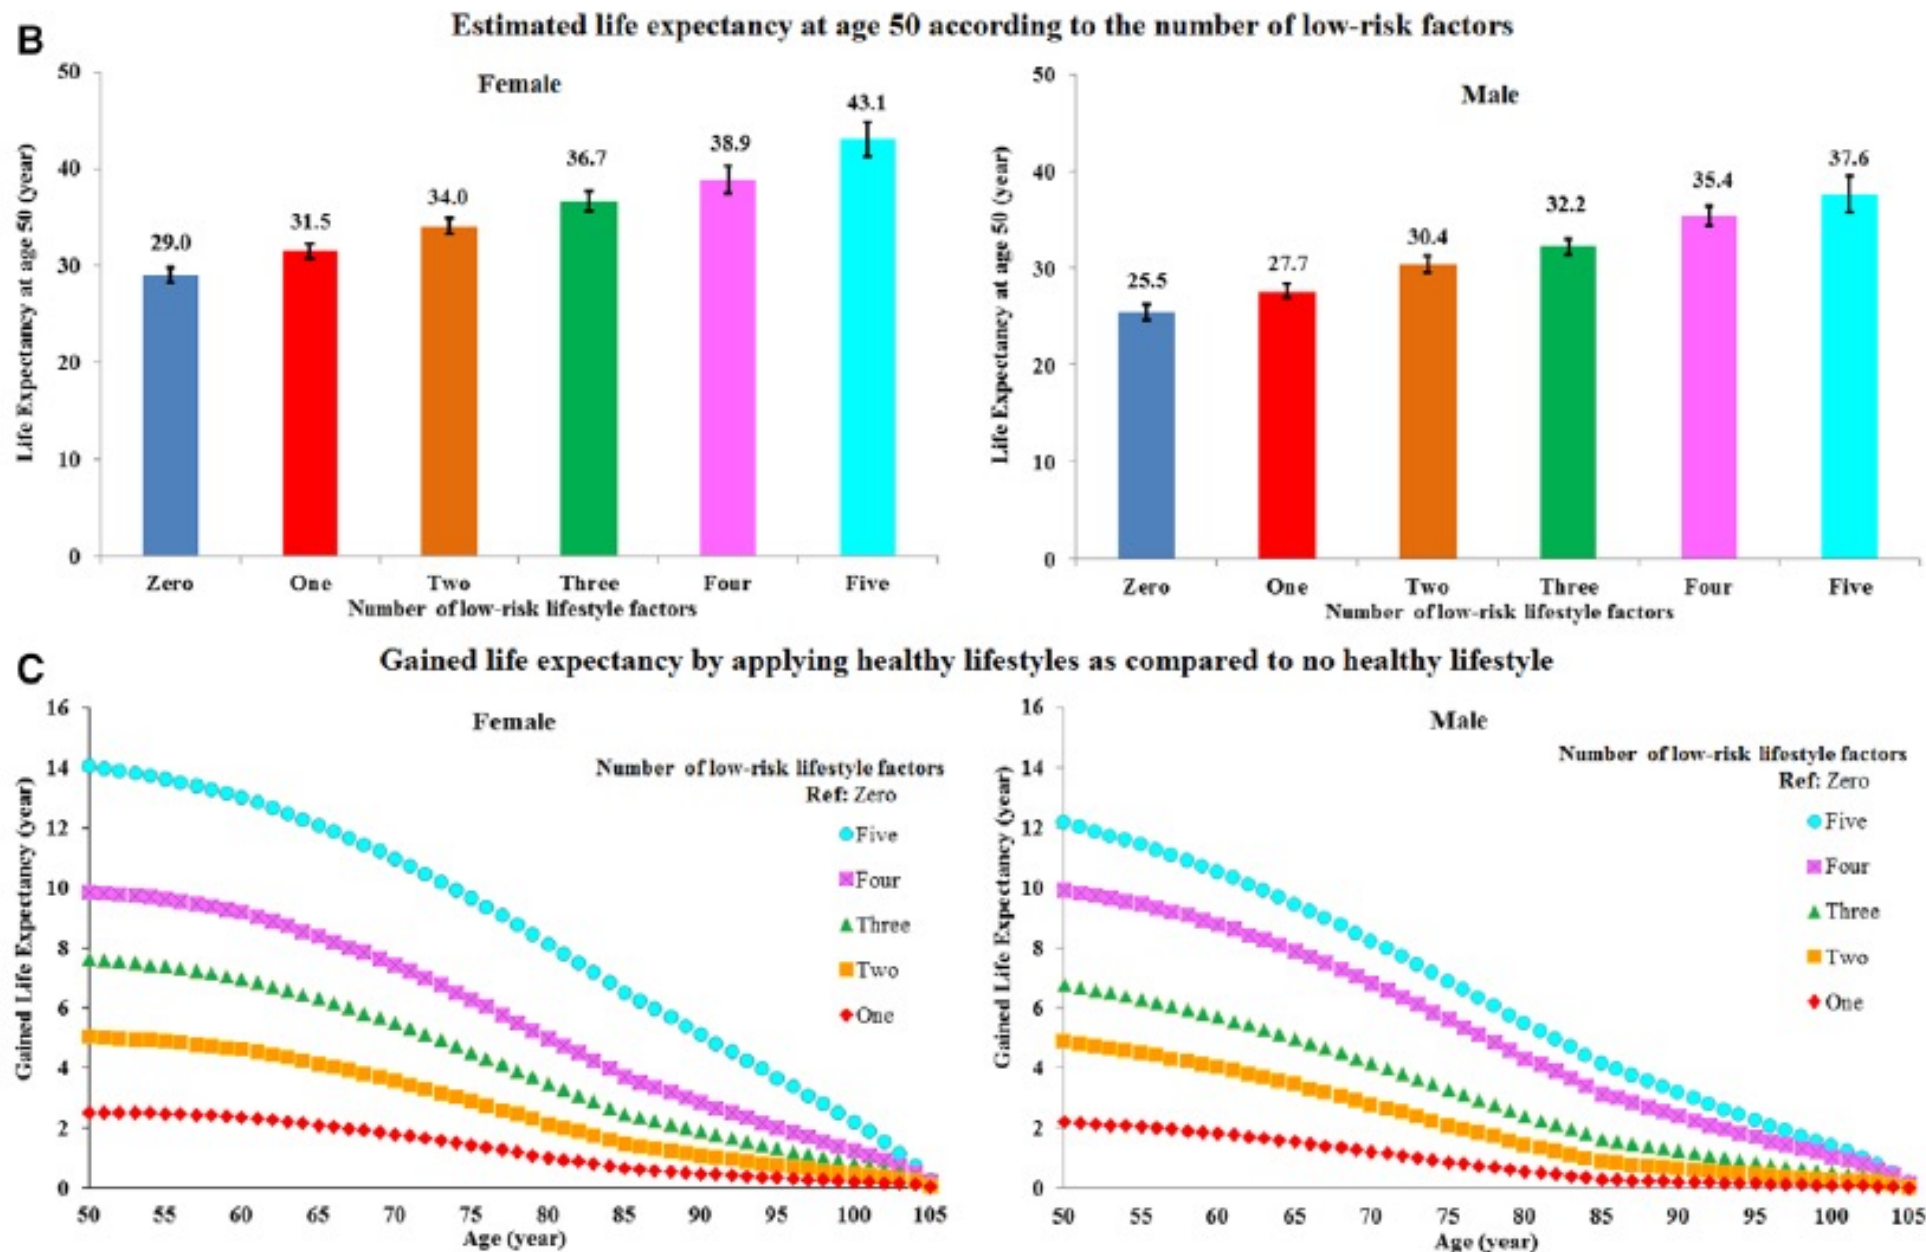 B
Estimated life expectancy at age 50 according to the number of low-risk factors
Female
Life Expectancy at age 50 (year)
50
40
30
20
10
0
29.0
31.5
34.0
36.7
38.9
43.1
Zero One Two Three Four Five
Number of low-risk lifestyle factors
Male
Life Expectancy at age 50 (year)
50
40
30
20
10
0
25.5
27.7
30.4
32.2
35.4
37.6
Zero One Two Three Four Five
Number of low-risk lifestyle factors
C
Gained life expectancy by applying healthy lifestyles as compared to no healthy lifestyle
Female
Gained Life Expectancy (year)
16
14
12
10
8
6
4
2
0
Number of low-risk lifestyle factors
Ref: Zero
Five
Four
Three
Two
One
50 55 60 65 70 75 80 85 90 95 100 105
Age (year)
Male
Gained Life Expectancy (year)
16
14
12
10
8
6
4
2
0
Number of low-risk lifestyle factors
Ref: Zero
Five
Four
Three
Two
One
50 55 60 65 70 75 80 85 90 95 100 105
Age (year)